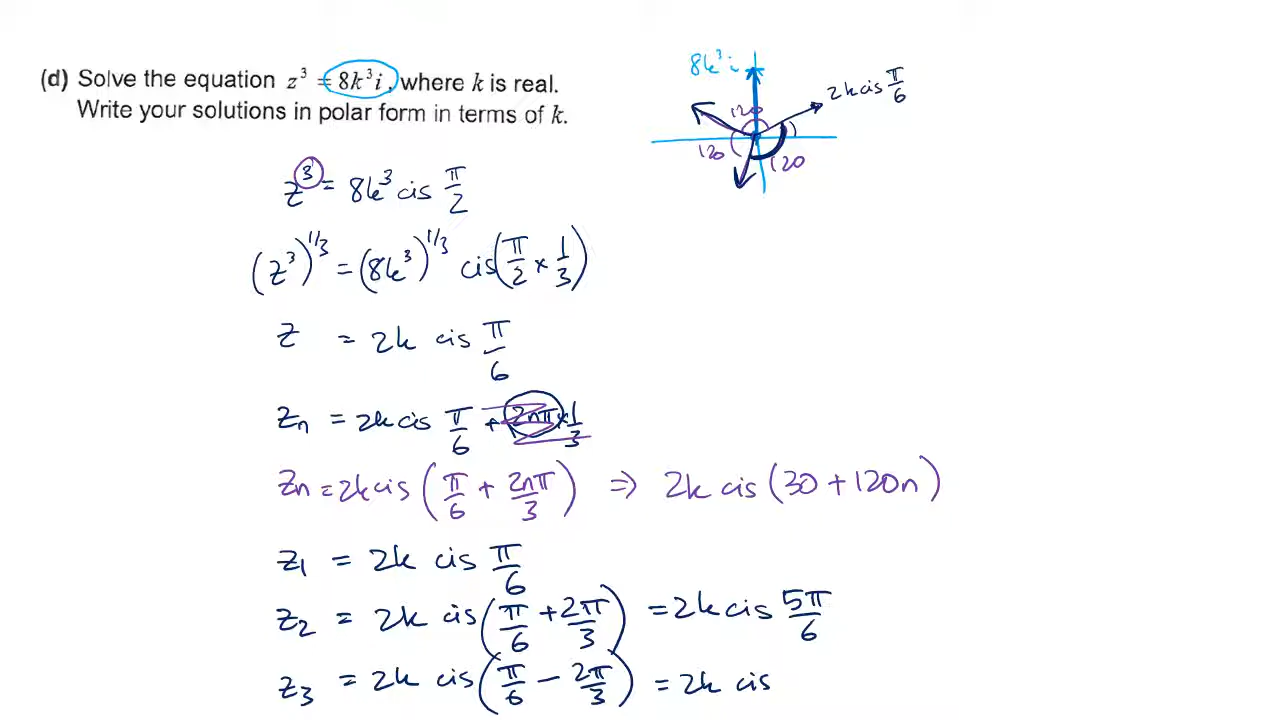 (d) Solve the equation z³ = 8k³i, where k is real.
Write your solutions in polar form in terms of k.
8k³i
2k cis π/6
120
120
120
z³ = 8k³ cis π/2
(z³)^1/3 = (8k³)^1/3 cis(π/2 × 1/3)
z = 2k cis π/6
zn = 2k cis π/6 + 2nπ × 1/3
zn = 2k cis(π/6 + 2nπ/3) ⇒ 2k cis(30 + 120n)
z₁ = 2k cis π/6
z₂ = 2k cis(π/6 + 2π/3) = 2k cis 5π/6
z₃ = 2k cis(π/6 − 2π/3) = 2k cis